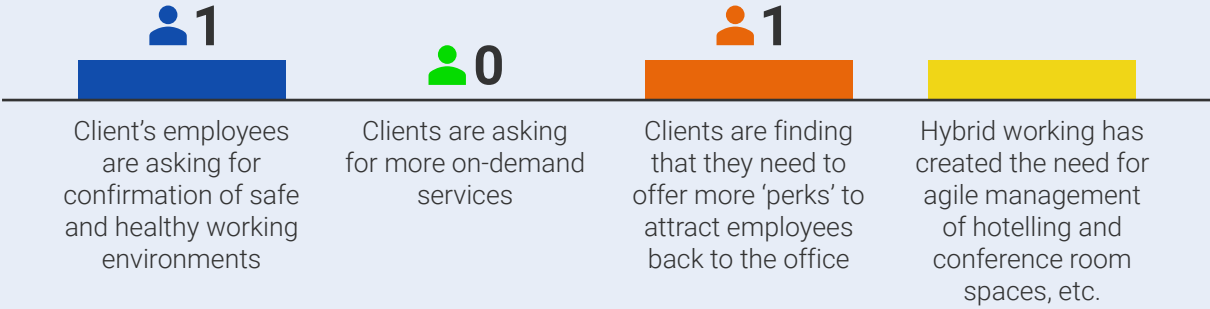 1
0
1
Client’s employees
are asking for
confirmation of safe
and healthy working
environments
Clients are asking
for more on-demand
services
Clients are finding
that they need to
offer more ‘perks’ to
attract employees
back to the office
Hybrid working has
created the need for
agile management
of hotelling and
conference room
spaces, etc.